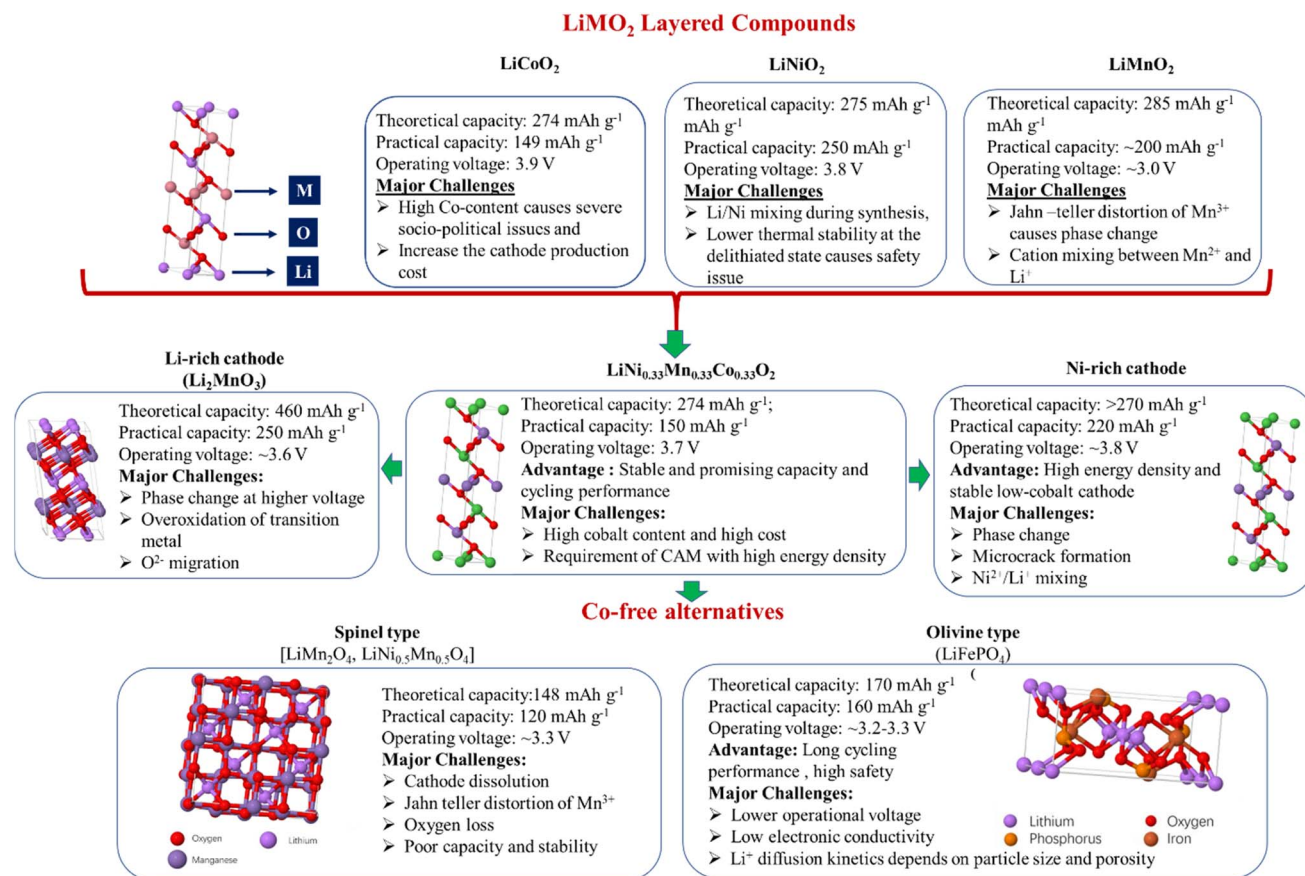 LiMO₂ Layered Compounds
LiCoO₂
Theoretical capacity: 274 mAh g⁻¹
Practical capacity: 149 mAh g⁻¹
Operating voltage: 3.9 V
Major Challenges
➢ High Co-content causes severe
socio-political issues and
➢ Increase the cathode production
cost
LiNiO₂
Theoretical capacity: 275 mAh g⁻¹
mAh g⁻¹
Practical capacity: 250 mAh g⁻¹
Operating voltage: 3.8 V
Major Challenges
➢ Li/Ni mixing during synthesis,
➢ Lower thermal stability at the
delithiated state causes safety
issue
LiMnO₂
Theoretical capacity: 285 mAh g⁻¹
mAh g⁻¹
Practical capacity: ~200 mAh g⁻¹
Operating voltage: ~3.0 V
Major Challenges
➢ Jahn –teller distortion of Mn³⁺
causes phase change
➢ Cation mixing between Mn²⁺ and
Li⁺
M
O
Li
Li-rich cathode
(Li₂MnO₃)
Theoretical capacity: 460 mAh g⁻¹
Practical capacity: 250 mAh g⁻¹
Operating voltage: ~3.6 V
Major Challenges:
➢ Phase change at higher voltage
➢ Overoxidation of transition
metal
➢ O²⁻ migration
LiNi₀.₃₃Mn₀.₃₃Co₀.₃₃O₂
Theoretical capacity: 274 mAh g⁻¹;
Practical capacity: 150 mAh g⁻¹
Operating voltage: 3.7 V
Advantage : Stable and promising capacity and
cycling performance
Major Challenges:
➢ High cobalt content and high cost
➢ Requirement of CAM with high energy density
Ni-rich cathode
Theoretical capacity: >270 mAh g⁻¹
Practical capacity: 220 mAh g⁻¹
Operating voltage: ~3.8 V
Advantage: High energy density and
stable low-cobalt cathode
Major Challenges:
➢ Phase change
➢ Microcrack formation
➢ Ni²⁺/Li⁺ mixing
Co-free alternatives
Spinel type
[LiMn₂O₄, LiNi₀.₅Mn₀.₅O₄]
Theoretical capacity:148 mAh g⁻¹
Practical capacity: 120 mAh g⁻¹
Operating voltage: ~3.3 V
Major Challenges:
➢ Cathode dissolution
➢ Jahn teller distortion of Mn³⁺
➢ Oxygen loss
➢ Poor capacity and stability
Oxygen
Lithium
Manganese
Olivine type
(LiFePO₄)
(
Theoretical capacity: 170 mAh g⁻¹
Practical capacity: 160 mAh g⁻¹
Operating voltage: ~3.2-3.3 V
Advantage: Long cycling
performance , high safety
Major Challenges:
➢ Lower operational voltage
➢ Low electronic conductivity
➢ Li⁺ diffusion kinetics depends on particle size and porosity
Lithium
Oxygen
Phosphorus
Iron